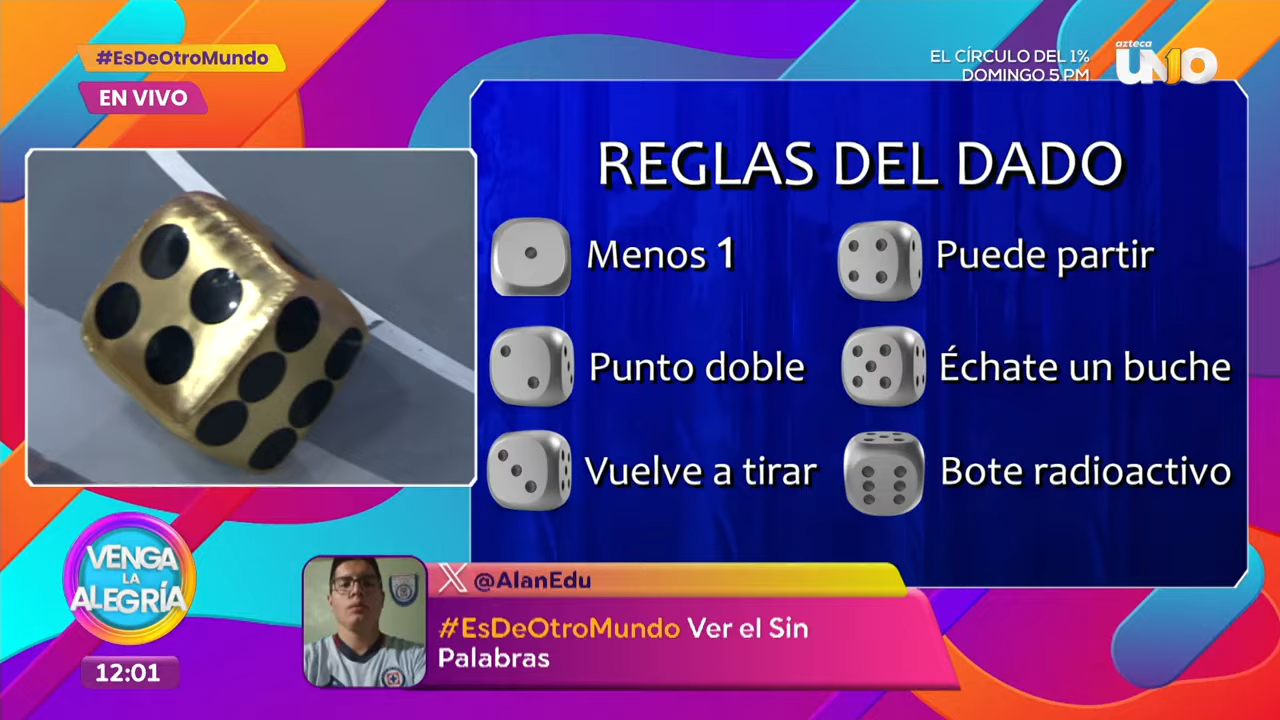 #EsDeOtroMundo
EN VIVO
EL CÍRCULO DEL 1%
DOMINGO 5 PM
azteca
UNO
REGLAS DEL DADO
Menos 1
Puede partir
Punto doble
Échate un buche
Vuelve a tirar
Bote radioactivo
VENGA
LA
ALEGRÍA
12:01
X @AlanEdu
#EsDeOtroMundo Ver el Sin
Palabras